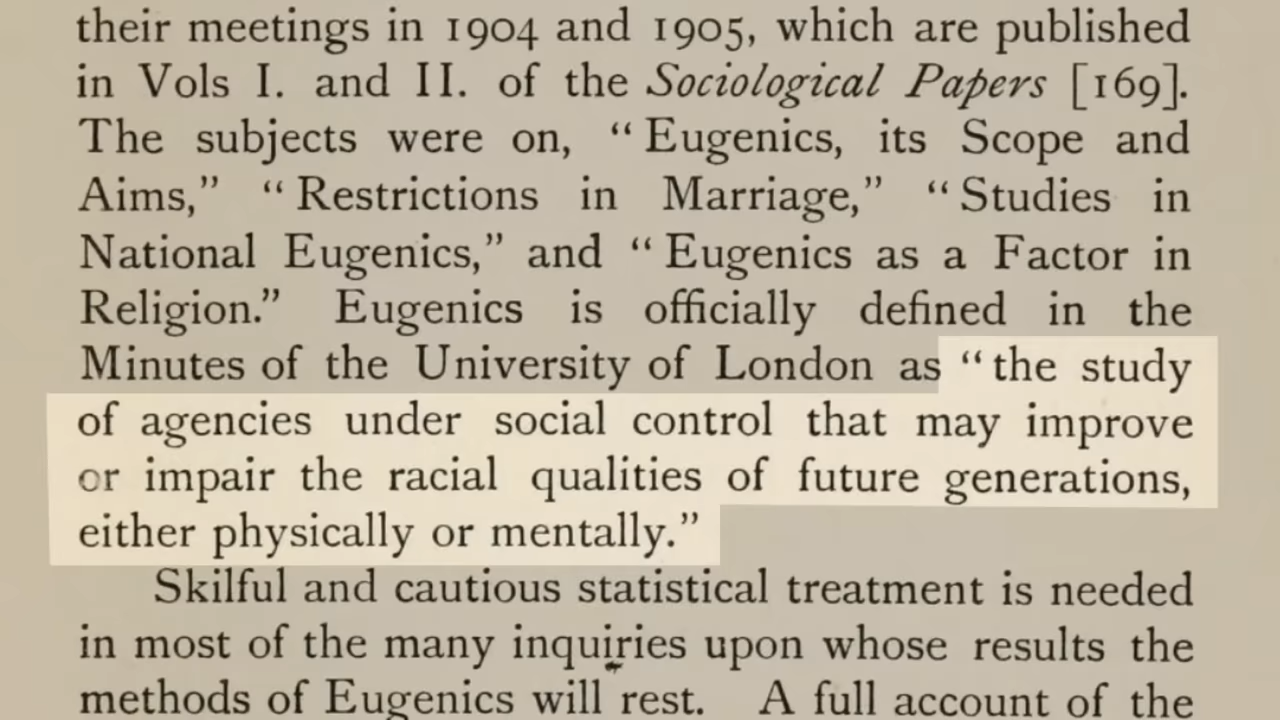 their meetings in 1904 and 1905, which are published
in Vols I. and II. of the Sociological Papers [169].
The subjects were on, “Eugenics, its Scope and
Aims,” “Restrictions in Marriage,” “Studies in
National Eugenics,” and “Eugenics as a Factor in
Religion.” Eugenics is officially defined in the
Minutes of the University of London as “the study
of agencies under social control that may improve
or impair the racial qualities of future generations,
either physically or mentally.”
Skilful and cautious statistical treatment is needed
in most of the many inquiries upon whose results the
methods of Eugenics will rest. A full account of the